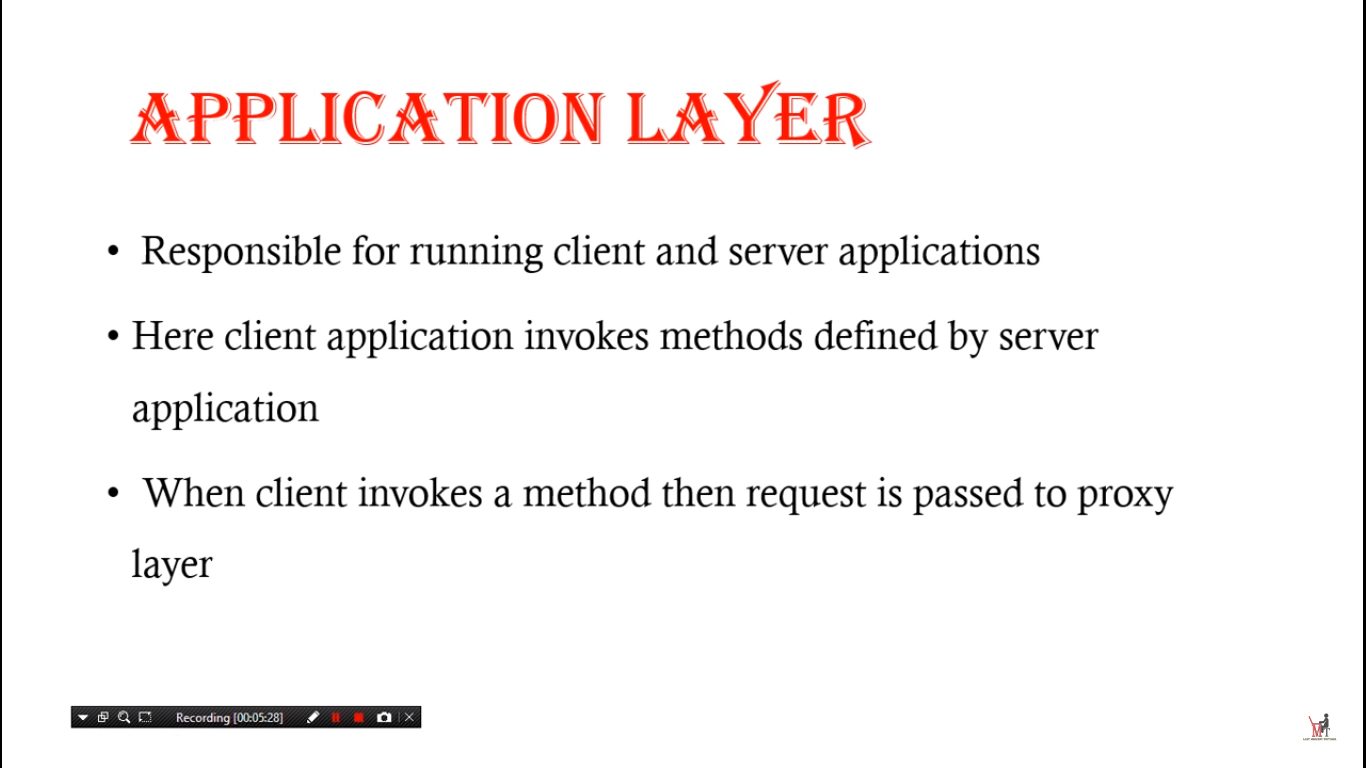 APPLICATION LAYER
• Responsible for running client and server applications
• Here client application invokes methods defined by server
application
• When client invokes a method then request is passed to proxy
layer
Recording [00:05:28]